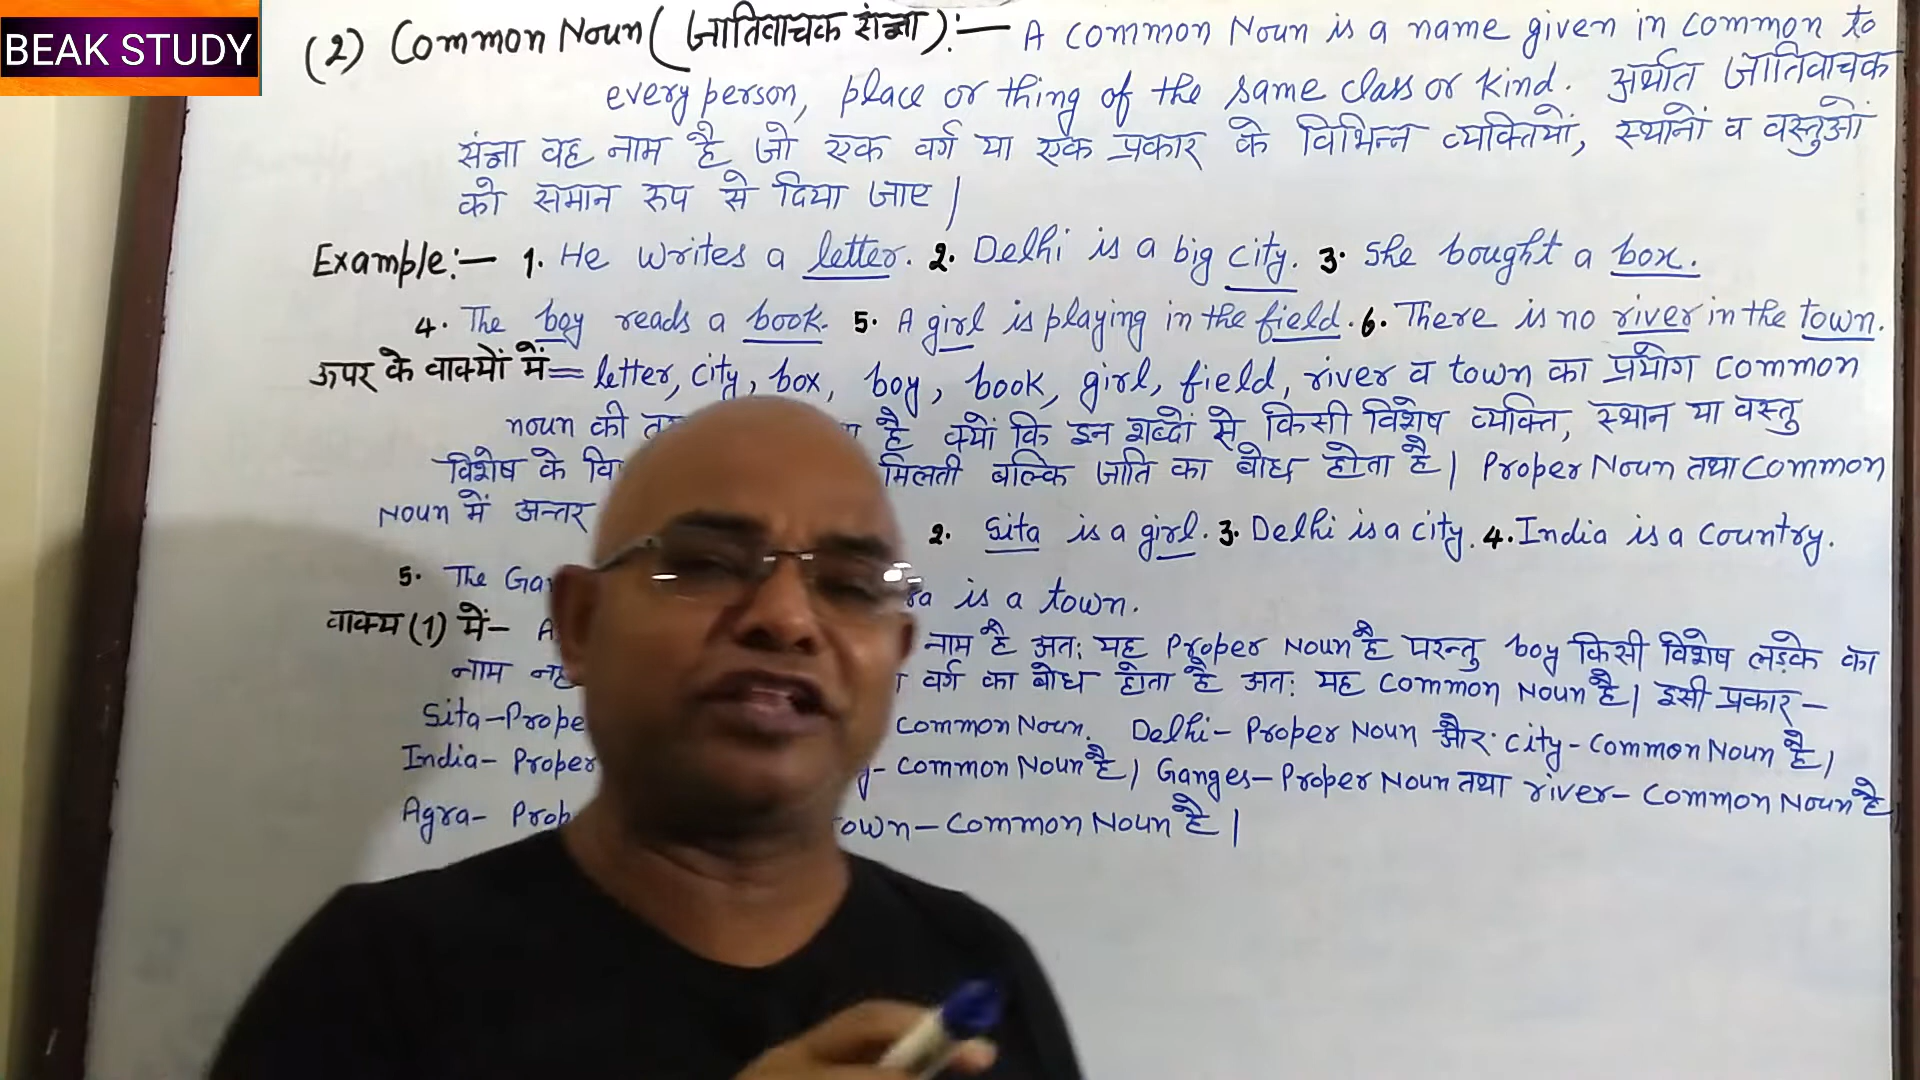 BEAK STUDY
(2) Common Noun (जातिवाचक संज्ञा):— A common Noun is a name given in common to
every person, place or thing of the same class or kind. अर्थात जातिवाचक
संज्ञा वह नाम है जो एक वर्ग या एक प्रकार के विभिन्न व्यक्तियों, स्थानों व वस्तुओं
को समान रूप से दिया जाए |
Example:— 1. He writes a letter. 2. Delhi is a big city. 3. She bought a box.
4. The boy reads a book. 5. A girl is playing in the field. 6. There is no river in the town.
ऊपर के वाक्यों में= letter, city, box, boy, book, girl, field, river व town का प्रयोग common
noun की है क्यों कि इन शब्दों से किसी विशेष व्यक्ति, स्थान या वस्तु
विशेष के मिलती बल्कि जाति का बोध होता है | Proper Noun तथा Common
Noun में अन्तर 2. Sita is a girl. 3. Delhi is a city. 4. India is a country.
5. The is a town.
वाक्य (1) में— नाम है अत: यह Proper Noun है परन्तु boy किसी विशेष लड़के का
नाम वर्ग का बोध होता है अत: यह Common Noun है | इसी प्रकार —
Sita— Common Noun. Delhi— Proper Noun और city— Common Noun है |
India— Proper Common Noun है | Ganges— Proper Noun तथा river— Common Noun है
Agra— Common Noun है |